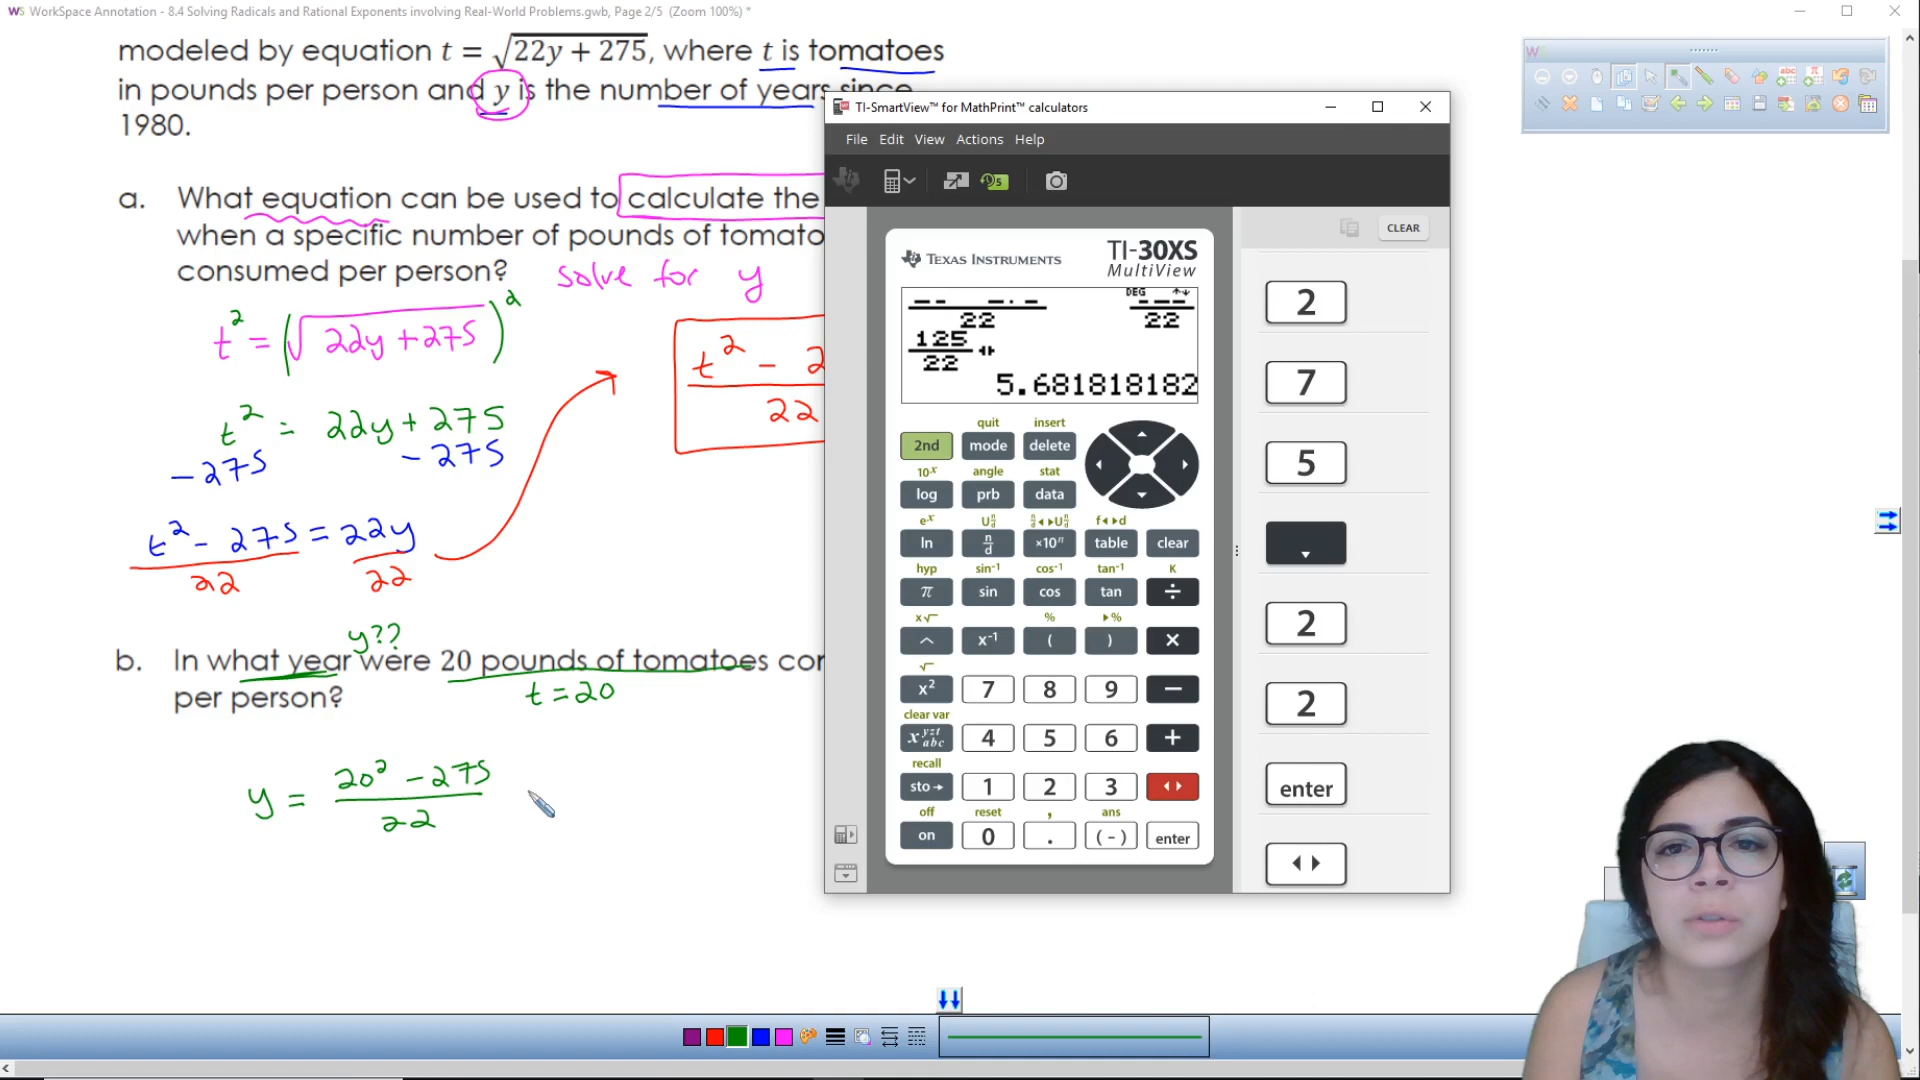 WorkSpace Annotation - 8.4 Solving Radicals and Rational Exponents involving Real-World Problems.gwb, Page 2/5 (Zoom 100%) *
modeled by equation t = √22y + 275, where t is tomatoes
in pounds per person and y is the number of years since
1980.
a. What equation can be used to calculate the
when a specific number of pounds of tomato
consumed per person? solve for y
t² = (√22y + 275)²
t² = 22y + 275
- 275 - 275
t² - 275 = 22y
22 22
t² - 2
22
y??
b. In what year were 20 pounds of tomatoes con
per person?
t = 20
y = 20² - 275
22
TI-SmartView™ for MathPrint™ calculators
File Edit View Actions Help
CLEAR
TEXAS INSTRUMENTS TI-30XS
MultiView
DEG
22 22
125
22
5.681818182
quit insert
2nd mode delete
10ˣ angle stat
log prb data
eˣ U n/d n/d◄►U n/d f◄►d
ln n/d ×10ⁿ table clear
hyp sin⁻¹ cos⁻¹ tan⁻¹ K
π sin cos tan ÷
x√ % ►%
^ x⁻¹ ( ) ×
√
x² 7 8 9 −
clear var
x yzt abc 4 5 6 +
recall
sto→ 1 2 3 ◄►
off reset , ans
on 0 . (-) enter
2
7
5
2
2
enter